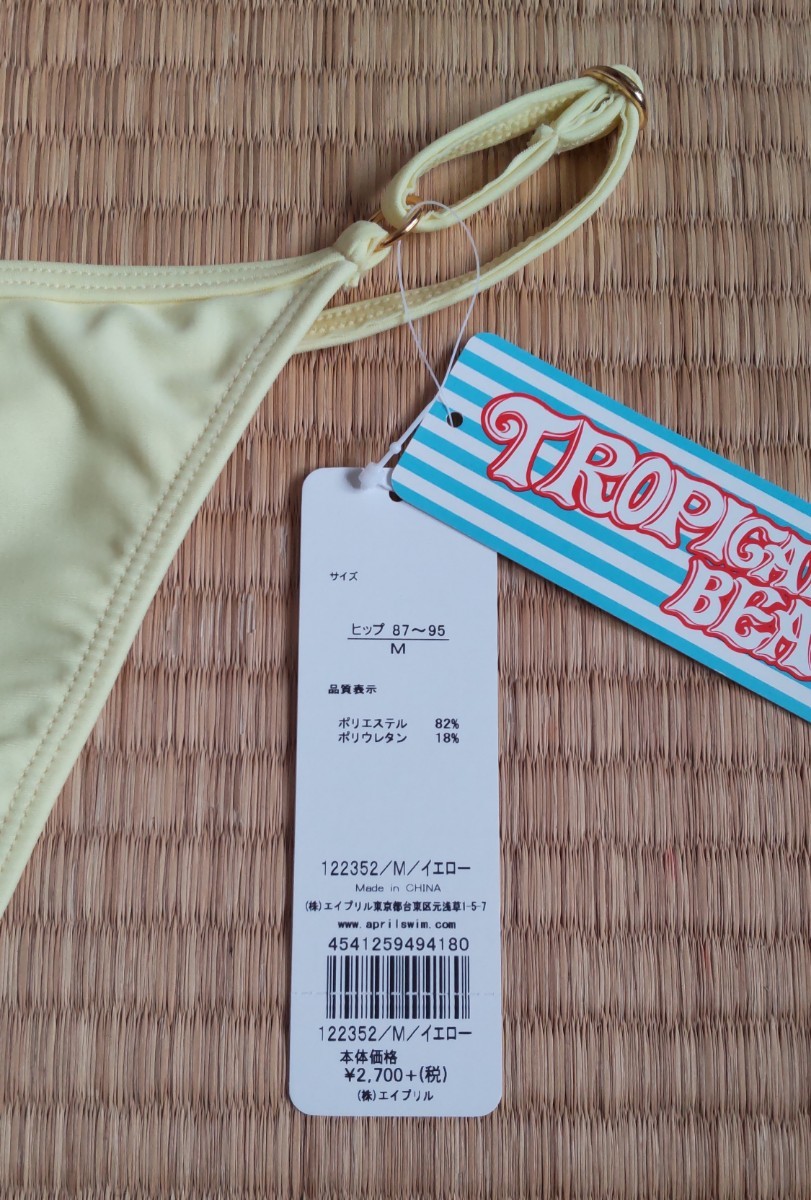 TROPICAL
BEA
サイズ
ヒップ 87〜95
M
品質表示
ポリエステル 82%
ポリウレタン 18%
122352/M/イエロー
Made in CHINA
(株)エイプリル東京都台東区元浅草1-5-7
www.aprilswim.com
4541259494180
122352/M/イエロー
本体価格
¥2,700+(税)
(株)エイプリル